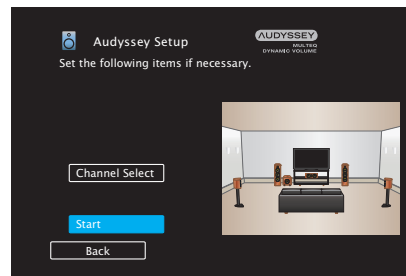 Audyssey Setup
AUDYSSEY
MULTEQ
DYNAMIC VOLUME
Set the following items if necessary.
Channel Select
Start
Back